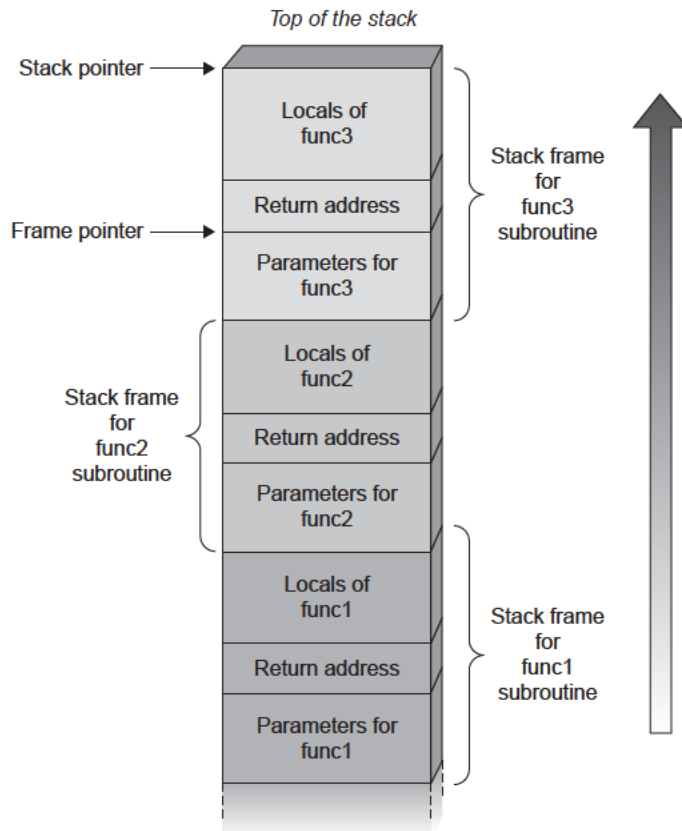 Top of the stack
Stack pointer
Locals of
func3
Return address
Frame pointer
Parameters for
func3
Stack frame
for
func3
subroutine
Locals of
func2
Return address
Parameters for
func2
Stack frame
for
func2
subroutine
Locals of
func1
Return address
Parameters for
func1
Stack frame
for
func1
subroutine